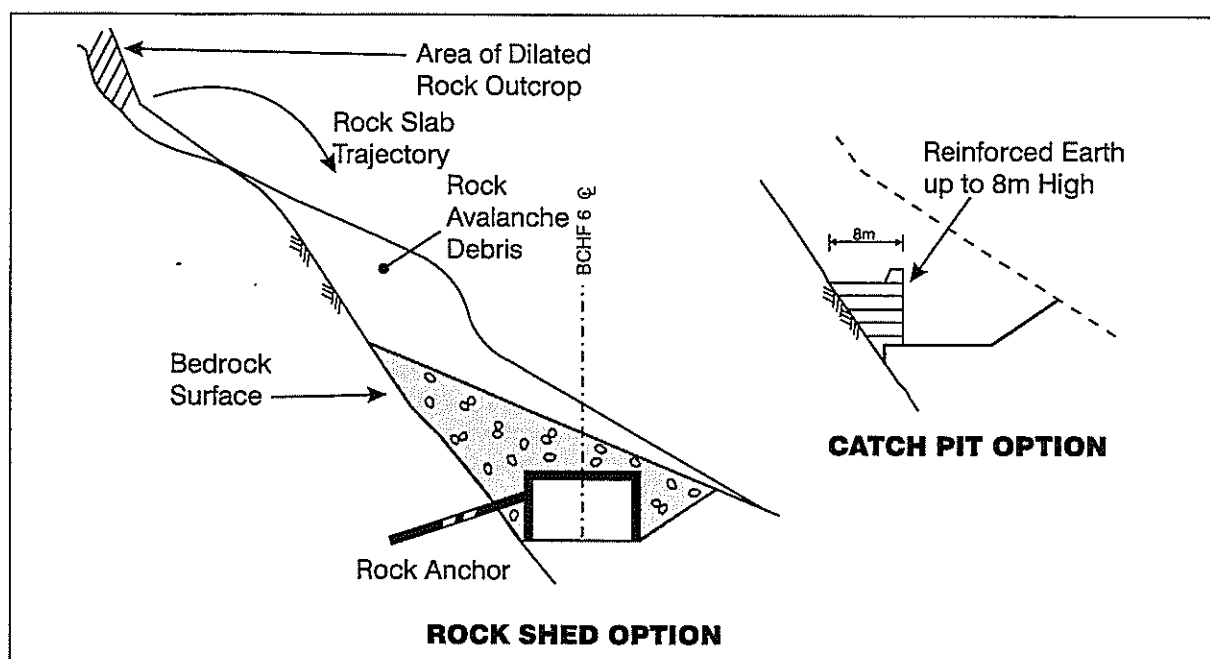 Area of Dilated
Rock Outcrop
Rock Slab
Trajectory
Rock
Avalanche
Debris
BCHF 6 ℄
Bedrock
Surface
Rock Anchor
ROCK SHED OPTION
Reinforced Earth
up to 8m High
8m
CATCH PIT OPTION